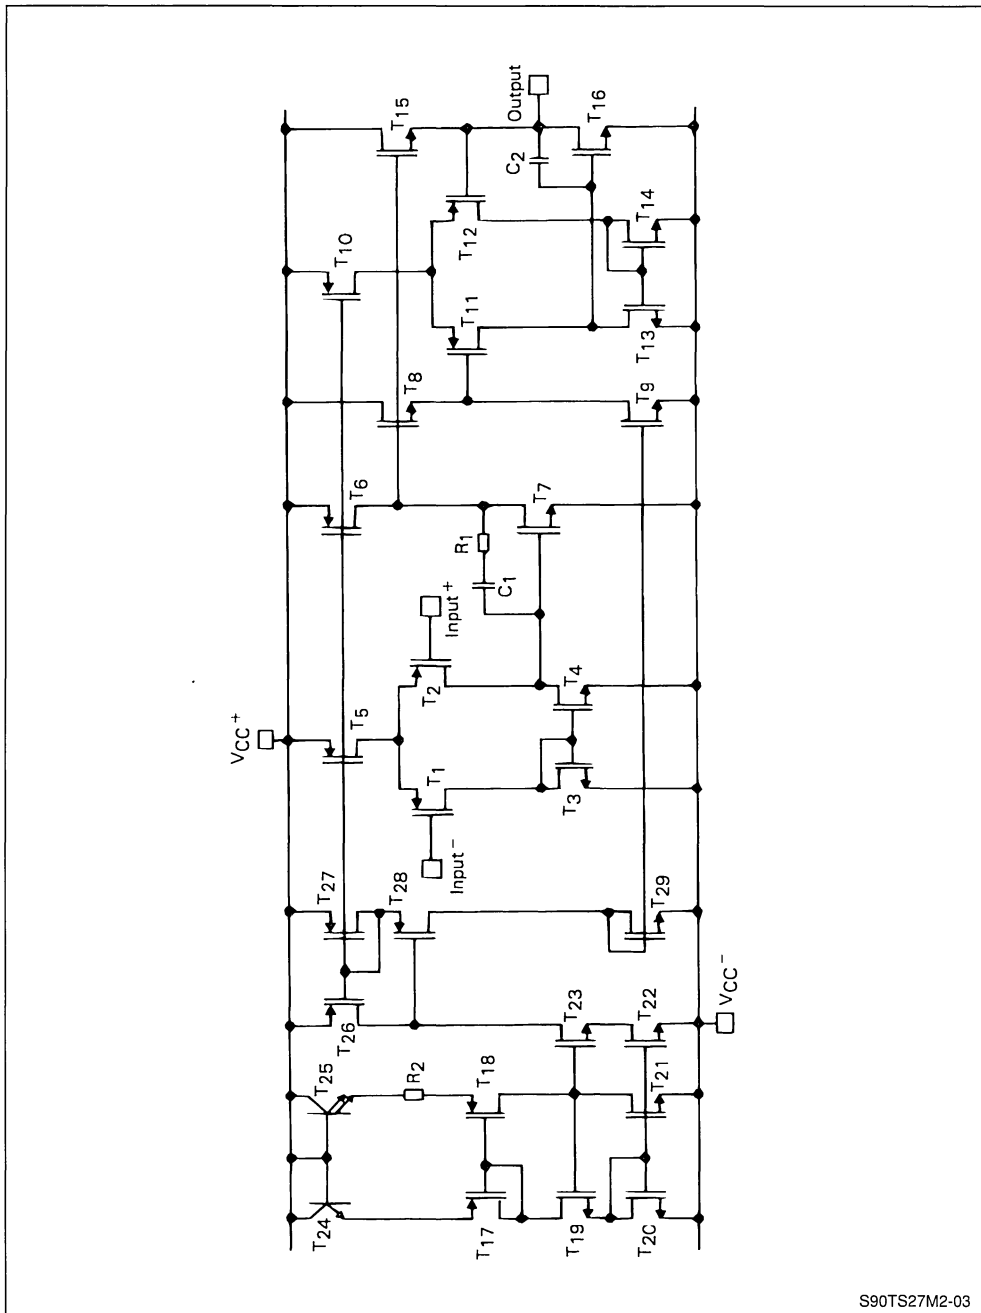 Output
T15
T16
C2
T10
T12
T14
T11
T13
T8
T9
T6
T7
R1
C1
Input+
VCC+
T5
T2
T4
T1
T3
Input-
T27
T28
T29
T26
T23
T22
VCC-
T25
R2
T18
T21
T24
T17
T19
T20
S90TS27M2-03